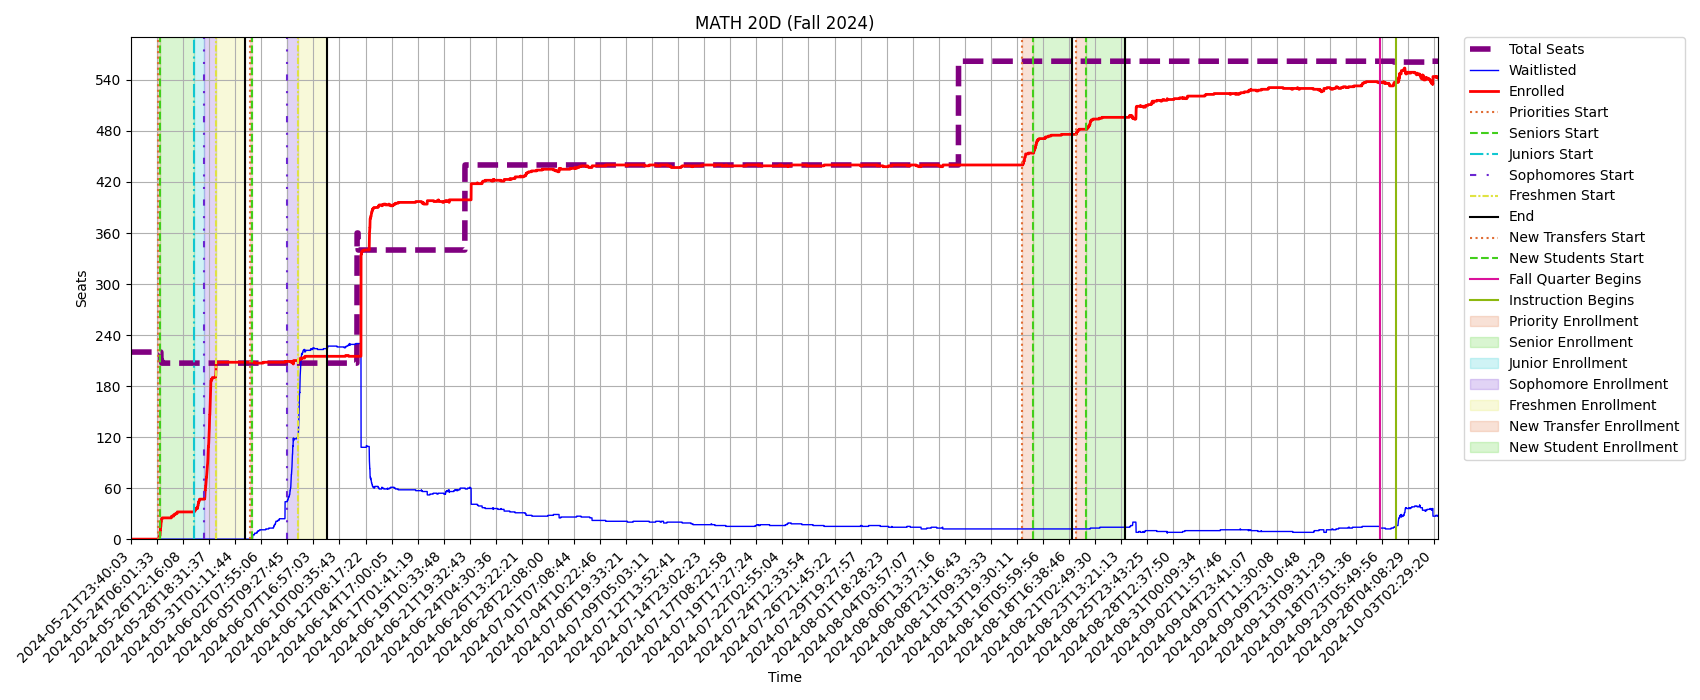 MATH 20D (Fall 2024)
Seats
540
480
420
360
300
240
180
120
60
0
2024-05-21T23:40:03
2024-05-24T06:01:33
2024-05-26T12:16:08
2024-05-28T18:31:37
2024-05-31T01:11:44
2024-06-02T07:55:06
2024-06-05T09:27:45
2024-06-07T16:57:03
2024-06-10T00:35:43
2024-06-12T08:17:22
2024-06-14T17:00:05
2024-06-17T01:41:19
2024-06-19T10:33:48
2024-06-21T19:32:43
2024-06-24T04:30:36
2024-06-26T13:22:21
2024-06-28T22:08:00
2024-07-01T07:08:44
2024-07-04T10:22:46
2024-07-06T19:33:21
2024-07-09T05:03:11
2024-07-12T13:52:41
2024-07-14T23:02:23
2024-07-17T08:22:58
2024-07-19T17:27:24
2024-07-22T02:55:04
2024-07-24T12:33:54
2024-07-26T21:45:22
2024-07-29T19:27:57
2024-08-01T18:28:23
2024-08-04T03:57:07
2024-08-06T13:37:16
2024-08-08T23:16:43
2024-08-11T09:33:33
2024-08-13T19:30:11
2024-08-16T05:59:56
2024-08-18T16:38:46
2024-08-21T02:49:30
2024-08-23T13:21:13
2024-08-25T23:43:25
2024-08-28T12:37:50
2024-08-31T00:09:34
2024-09-02T11:57:46
2024-09-04T23:41:07
2024-09-07T11:30:08
2024-09-09T23:10:48
2024-09-13T09:31:29
2024-09-18T07:51:36
2024-09-23T05:49:56
2024-09-28T04:08:29
2024-10-03T02:29:20
Time
Total Seats
Waitlisted
Enrolled
Priorities Start
Seniors Start
Juniors Start
Sophomores Start
Freshmen Start
End
New Transfers Start
New Students Start
Fall Quarter Begins
Instruction Begins
Priority Enrollment
Senior Enrollment
Junior Enrollment
Sophomore Enrollment
Freshmen Enrollment
New Transfer Enrollment
New Student Enrollment